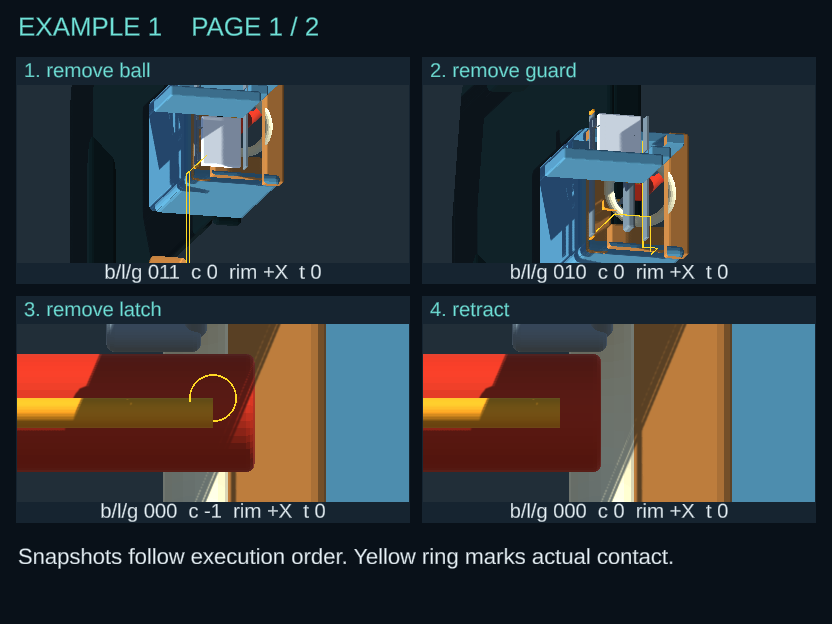 EXAMPLE 1 PAGE 1 / 2
1. remove ball
2. remove guard
b/l/g 011 c 0 rim +X t 0
b/l/g 010 c 0 rim +X t 0
3. remove latch
4. retract
b/l/g 000 c -1 rim +X t 0
b/l/g 000 c 0 rim +X t 0
Snapshots follow execution order. Yellow ring marks actual contact.